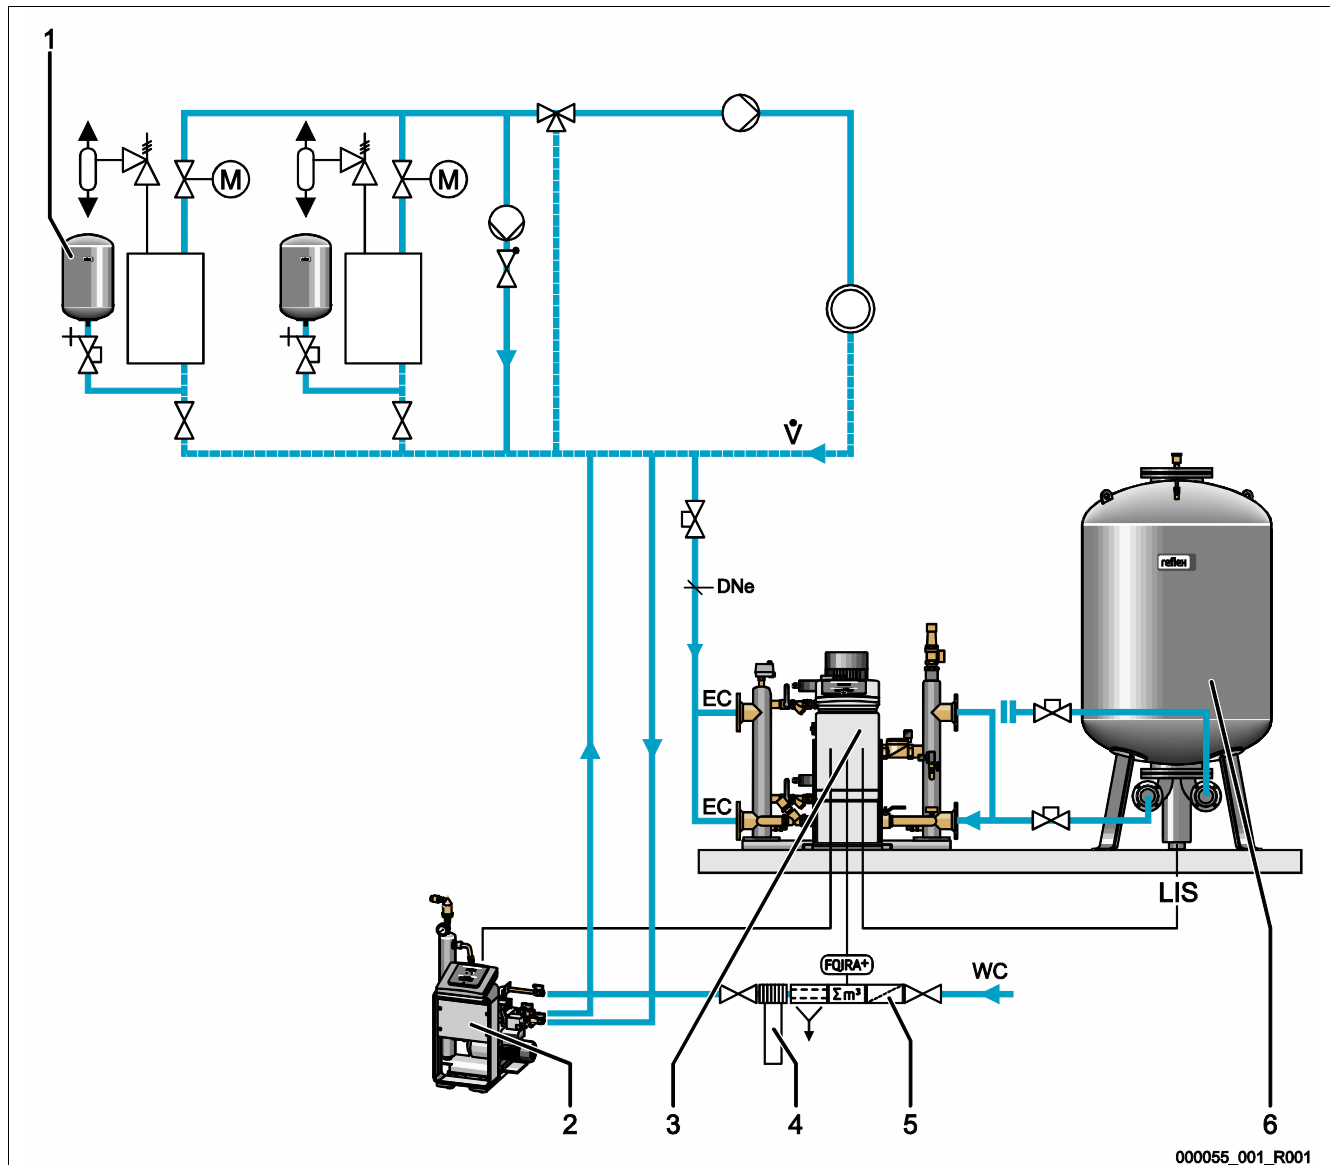 1
M
M
V̇
DNe
reflex
EC
EC
LIS
FQIRA+
WC
Σm³
2
3
4
5
6
000055_001_R001